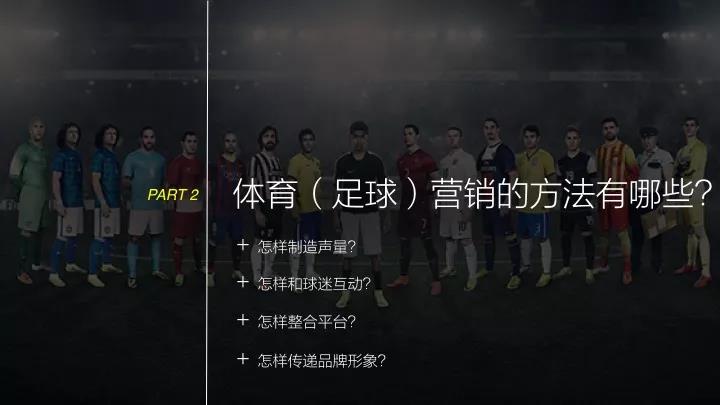 PART 2
体育（足球）营销的方法有哪些？
+ 怎样制造声量？
+ 怎样和球迷互动？
+ 怎样整合平台？
+ 怎样传递品牌形象？